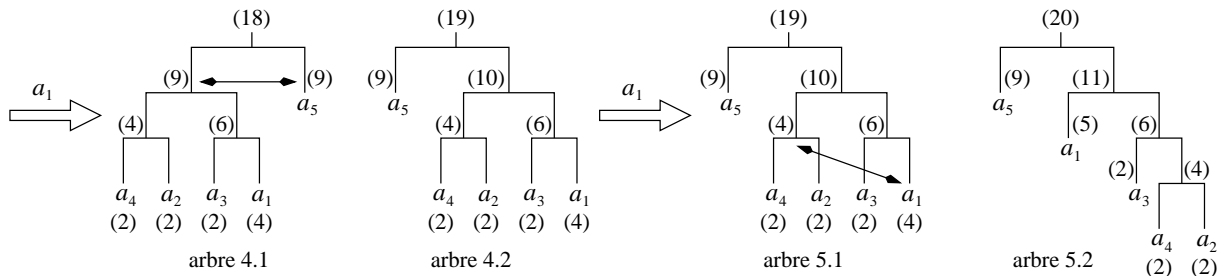 (18) (19) (19) (20)
(9) (9) (9) (10) (9) (10) (9) (11)
a₁ a₅ a₅ a₁ a₅ a₅
(4) (6) (4) (6) (4) (6) (5) (6)
a₁
(2) (4)
a₄ a₂ a₃ a₁ a₄ a₂ a₃ a₁ a₄ a₂ a₃ a₁ a₃
(2) (2) (2) (4) (2) (2) (2) (4) (2) (2) (2) (4)
a₄ a₂
arbre 4.1 arbre 4.2 arbre 5.1 arbre 5.2 (2) (2)